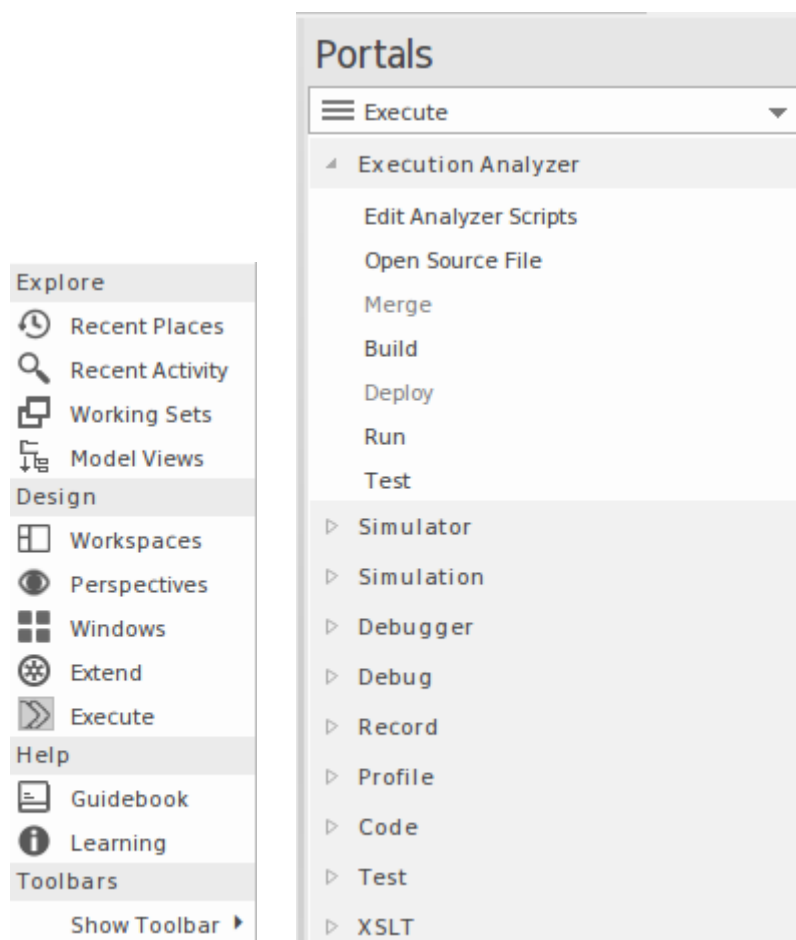 Explore
Recent Places
Recent Activity
Working Sets
Model Views
Design
Workspaces
Perspectives
Windows
Extend
Execute
Help
Guidebook
Learning
Toolbars
Show Toolbar
Portals
Execute
Execution Analyzer
Edit Analyzer Scripts
Open Source File
Merge
Build
Deploy
Run
Test
Simulator
Simulation
Debugger
Debug
Record
Profile
Code
Test
XSLT